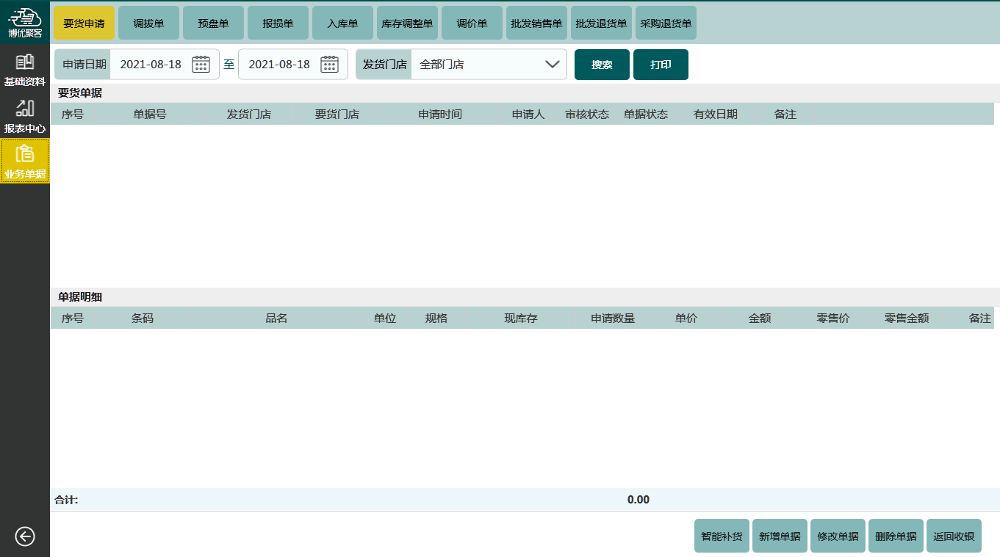 博优聚客
要货申请 调拔单 预盘单 报损单 入库单 库存调整单 调价单 批发销售单 批发退货单 采购退货单
基础资料
报表中心
业务单据
申请日期 2021-08-18 至 2021-08-18 发货门店 全部门店 搜索 打印
要货单据
序号 单据号 发货门店 要货门店 申请时间 申请人 审核状态 单据状态 有效日期 备注
单据明细
序号 条码 品名 单位 规格 现库存 申请数量 单价 金额 零售价 零售金额 备注
合计: 0.00
智能补货 新增单据 修改单据 删除单据 返回收银